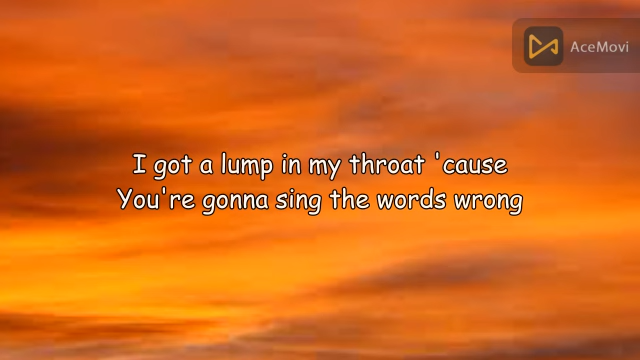 AceMovi
I got a lump in my throat 'cause
You're gonna sing the words wrong